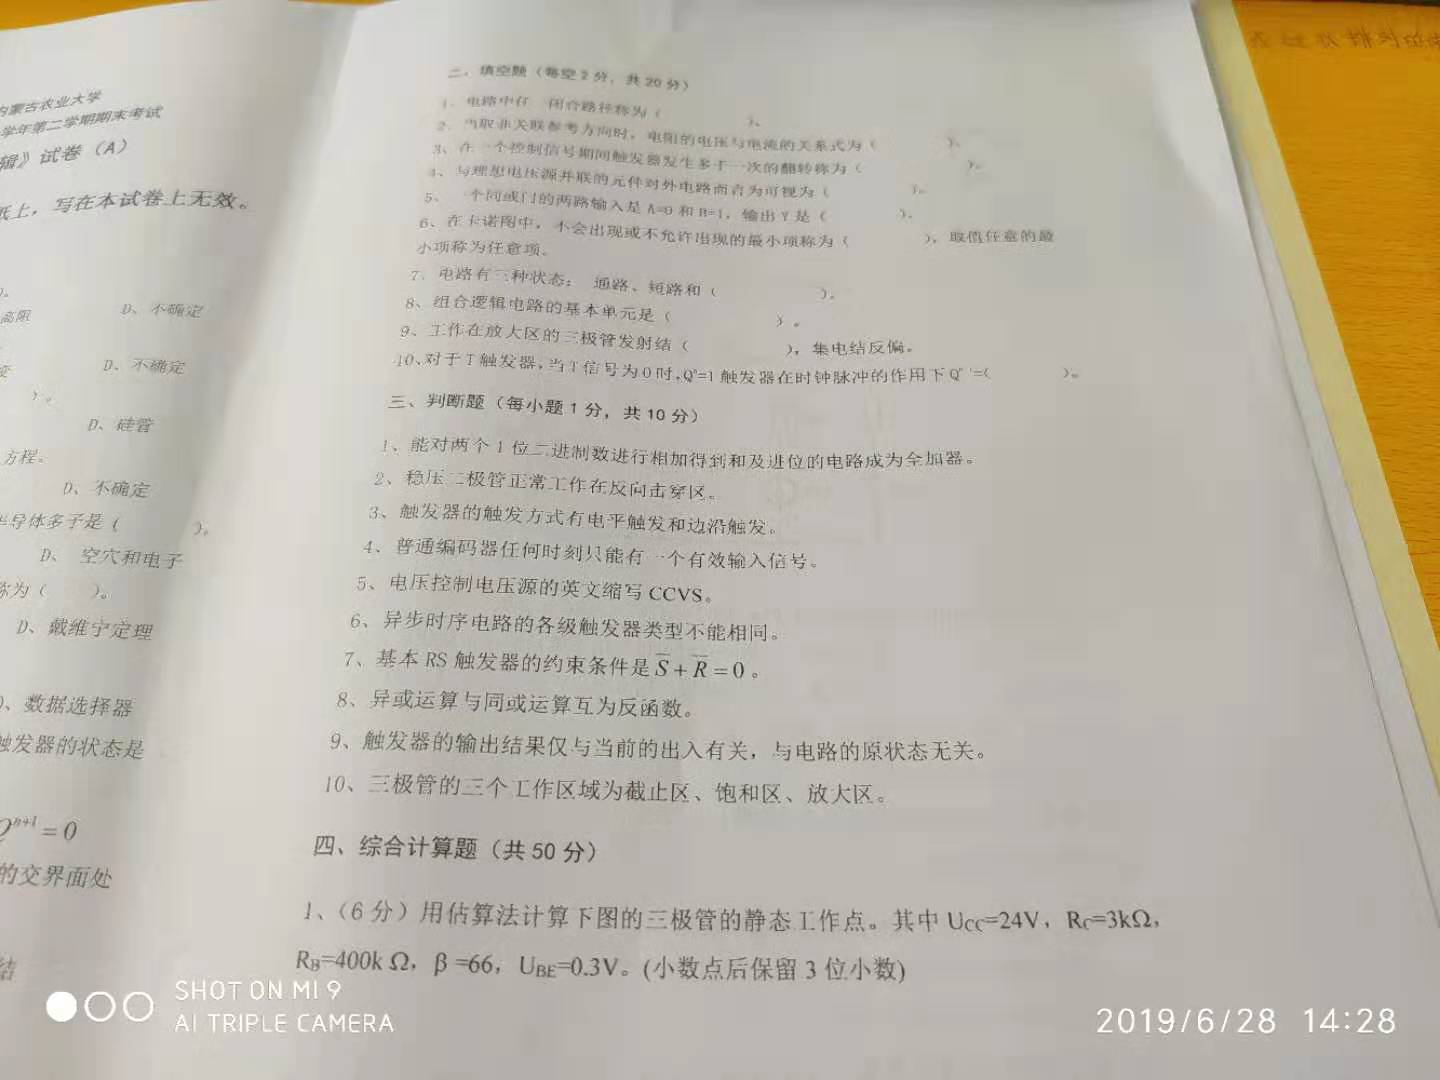 内蒙古农业大学
学年第二学期期末考试
辑》试卷（A）
纸上，写在本试卷上无效。
）。
高阻 D、不确定
D、不确定
变
）。
D、硅管
方程。
D、不确定
半导体多子是（ ）。
D、空穴和电子
称为（ ）。
D、戴维宁定理
D、数据选择器
触发器的状态是
Qⁿ⁺¹=0
的交界面处
结
二、填空题（每空2分，共20分）
1、电路中任一闭合路径称为（ ）。
2、当取非关联参考方向时，电阻的电压与电流的关系式为（ ）。
3、在一个控制信号期间触发器发生多于一次的翻转称为（ ）。
4、与理想电压源并联的元件对外电路而言为可视为（ ）。
5、一个同或门的两路输入是 A=0 和 B=1，输出 Y 是（ ）。
6、在卡诺图中，不会出现或不允许出现的最小项称为（ ），取值任意的最
小项称为任意项。
7、电路有三种状态： 通路、短路和（ ）。
8、组合逻辑电路的基本单元是（ ）。
9、工作在放大区的三极管发射结（ ），集电结反偏。
10、对于T触发器,当T信号为0时,Qⁿ=1触发器在时钟脉冲的作用下Qⁿ⁺¹=( )。
三、判断题（每小题1分，共10分）
1、能对两个1位二进制数进行相加得到和及进位的电路成为全加器。
2、稳压二极管正常工作在反向击穿区。
3、触发器的触发方式有电平触发和边沿触发。
4、普通编码器任何时刻只能有一个有效输入信号。
5、电压控制电压源的英文缩写CCVS。
6、异步时序电路的各级触发器类型不能相同。
7、基本RS触发器的约束条件是 S̅+R̅=0。
8、异或运算与同或运算互为反函数。
9、触发器的输出结果仅与当前的出入有关，与电路的原状态无关。
10、三极管的三个工作区域为截止区、饱和区、放大区。
四、综合计算题（共50分）
1、（6分）用估算法计算下图的三极管的静态工作点。其中 UCC=24V，RC=3kΩ，
RB=400kΩ，β=66，UBE=0.3V。(小数点后保留3位小数)
SHOT ON MI 9
AI TRIPLE CAMERA
2019/6/28 14:28